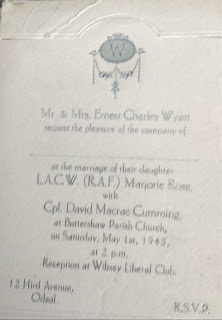 W
Mr. & Mrs. Ernest Charles Wyatt
request the pleasure of the company of
at the marriage of their daughter
L.A.C.W. (R.A.F.) Marjorie Rose,
with
Cpl. David Macrae Cumming,
at Buttershaw Parish Church,
on Saturday, May 1st, 1943,
at 2 p.m.
Reception at Wibsey Liberal Club.
12 Hird Avenue,
Odsal.
R.S.V.P.